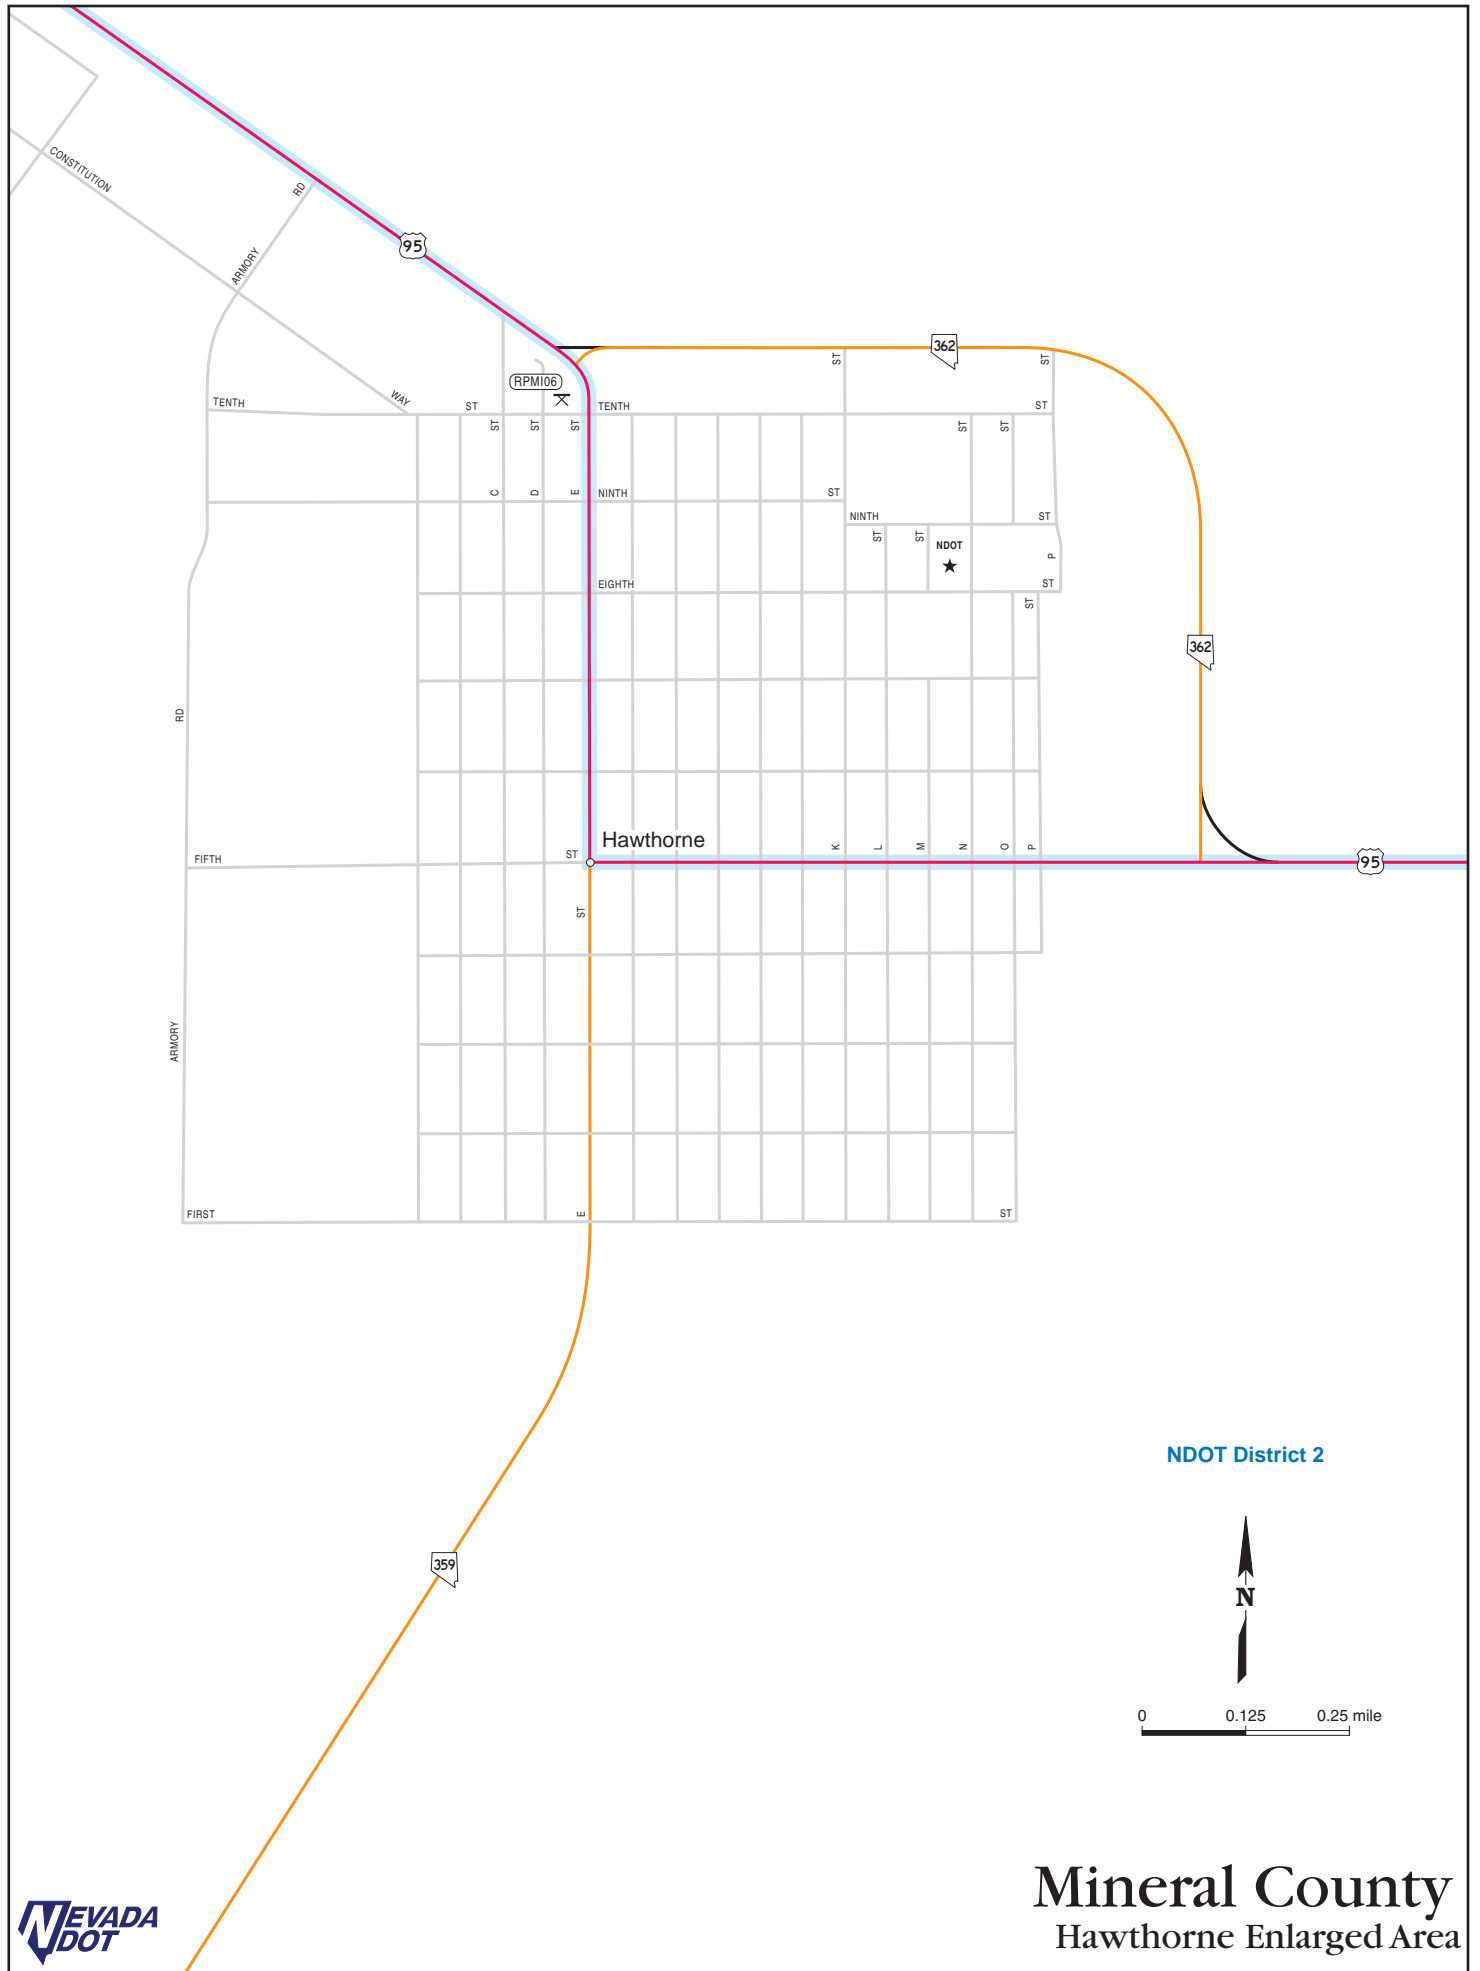 CONSTITUTION
RD
ARMORY
95
362
ST
ST
RPMI06
WAY
TENTH
ST
TENTH
ST
ST
ST
ST
ST
ST
C
D
E
NINTH
ST
NINTH
ST
ST
ST
NDOT
P
EIGHTH
ST
ST
362
RD
Hawthorne
K
L
M
N
O
P
FIFTH
ST
95
ST
ARMORY
FIRST
E
ST
NDOT District 2
359
N
0
0.125
0.25 mile
Mineral County
Hawthorne Enlarged Area
NEVADA
DOT